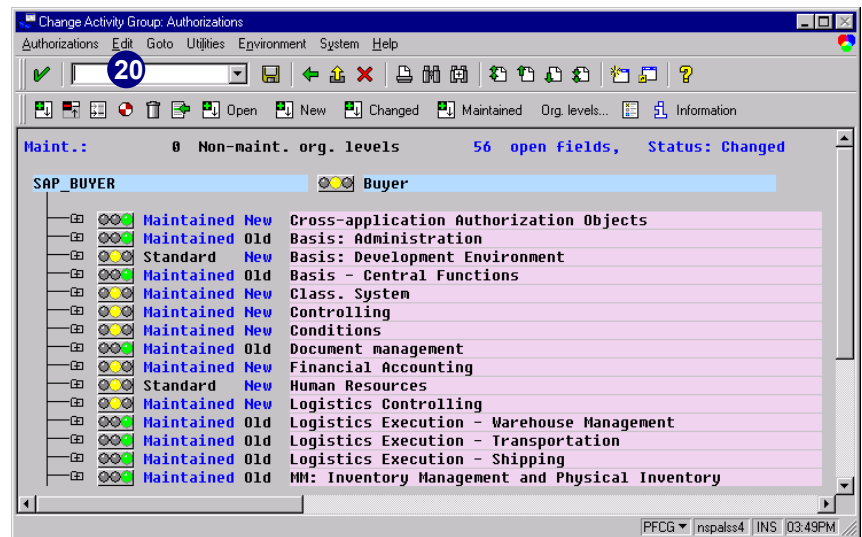 Change Activity Group: Authorizations
Authorizations Edit Goto Utilities Environment System Help
20
Open New Changed Maintained Org. levels... Information
Maint.: 0 Non-maint. org. levels 56 open fields, Status: Changed
SAP_BUYER Buyer
Maintained New Cross-application Authorization Objects
Maintained Old Basis: Administration
Standard New Basis: Development Environment
Maintained Old Basis - Central Functions
Maintained New Class. System
Maintained New Controlling
Maintained New Conditions
Maintained Old Document management
Maintained New Financial Accounting
Standard New Human Resources
Maintained New Logistics Controlling
Maintained Old Logistics Execution - Warehouse Management
Maintained Old Logistics Execution - Transportation
Maintained Old Logistics Execution - Shipping
Maintained Old MM: Inventory Management and Physical Inventory
PFCG nspalss4 INS 03:49PM